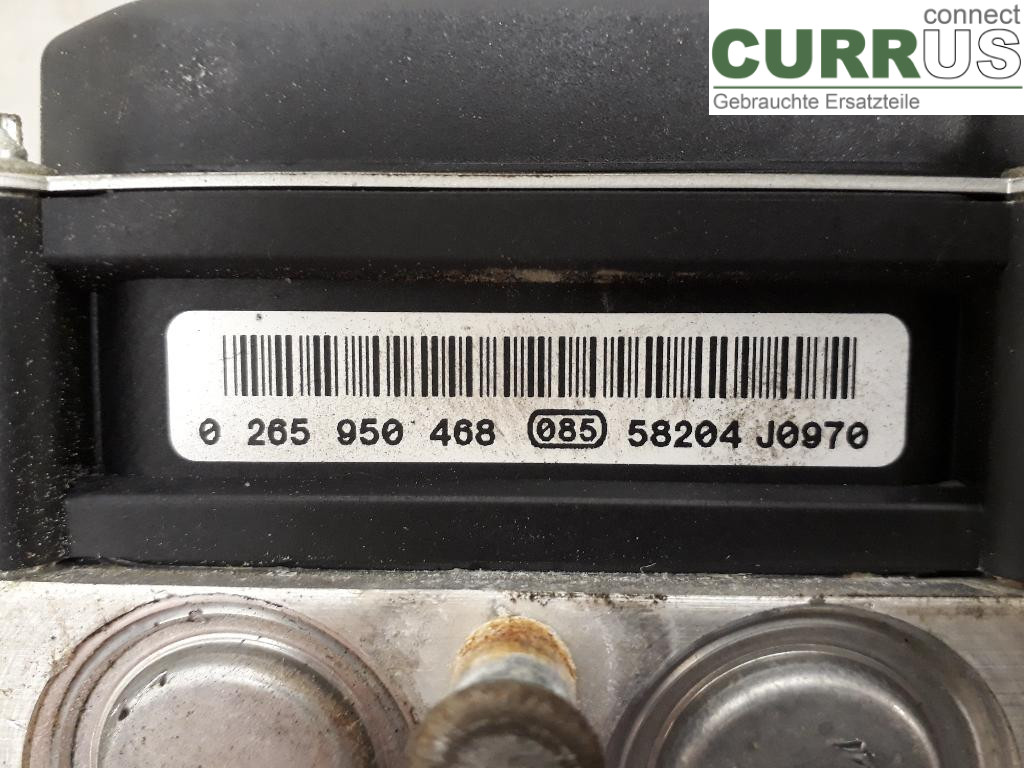 connect
CURRUS
Gebrauchte Ersatzteile
0 265 950 468 085 58204 J0970